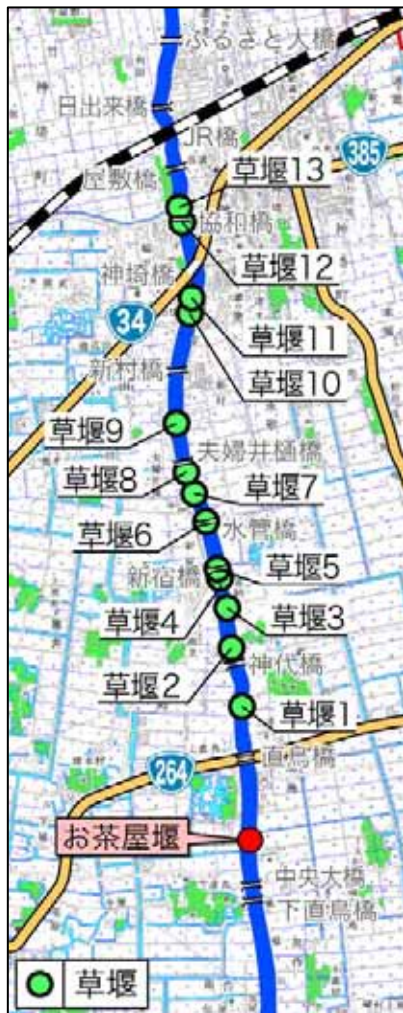 ふるさと大橋
日出来橋
JR橋
385
屋敷橋
草堰13
協和橋
草堰12
神埼橋
34
草堰11
草堰10
新村橋
草堰9
夫婦井樋橋
草堰8
草堰7
草堰6
水管橋
新宿橋
草堰5
草堰4
草堰3
草堰2
神代橋
草堰1
直鳥橋
264
お茶屋堰
中央大橋
下直鳥橋
草堰